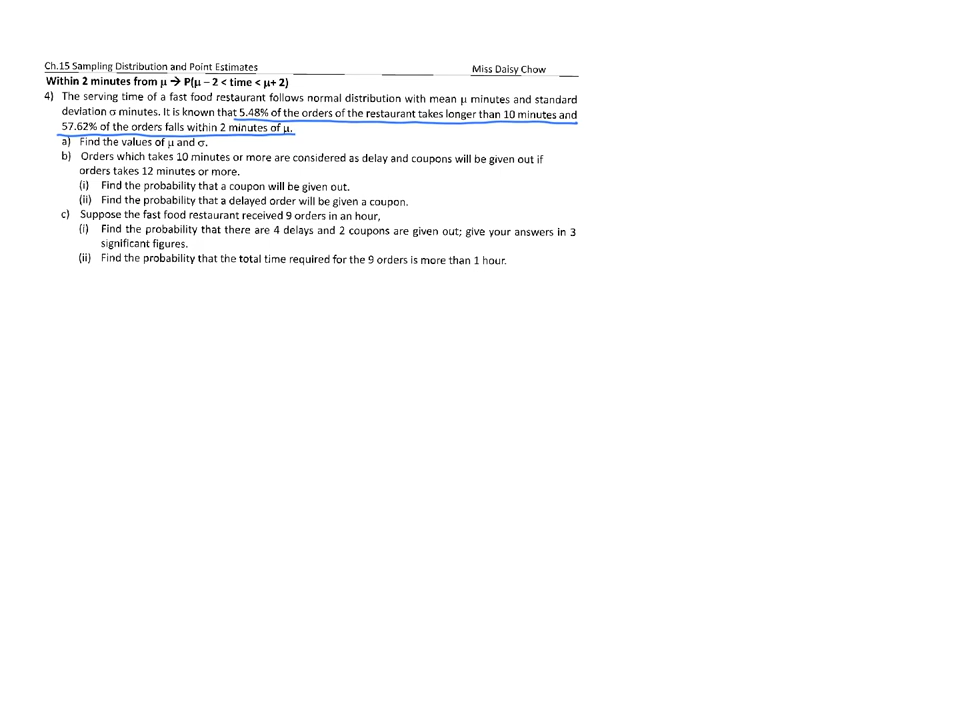 Ch.15 Sampling Distribution and Point Estimates Miss Daisy Chow
Within 2 minutes from μ → P(μ – 2 < time < μ+ 2)
4) The serving time of a fast food restaurant follows normal distribution with mean μ minutes and standard
deviation σ minutes. It is known that 5.48% of the orders of the restaurant takes longer than 10 minutes and
57.62% of the orders falls within 2 minutes of μ.
a) Find the values of μ and σ.
b) Orders which takes 10 minutes or more are considered as delay and coupons will be given out if
orders takes 12 minutes or more.
(i) Find the probability that a coupon will be given out.
(ii) Find the probability that a delayed order will be given a coupon.
c) Suppose the fast food restaurant received 9 orders in an hour,
(i) Find the probability that there are 4 delays and 2 coupons are given out; give your answers in 3
significant figures.
(ii) Find the probability that the total time required for the 9 orders is more than 1 hour.